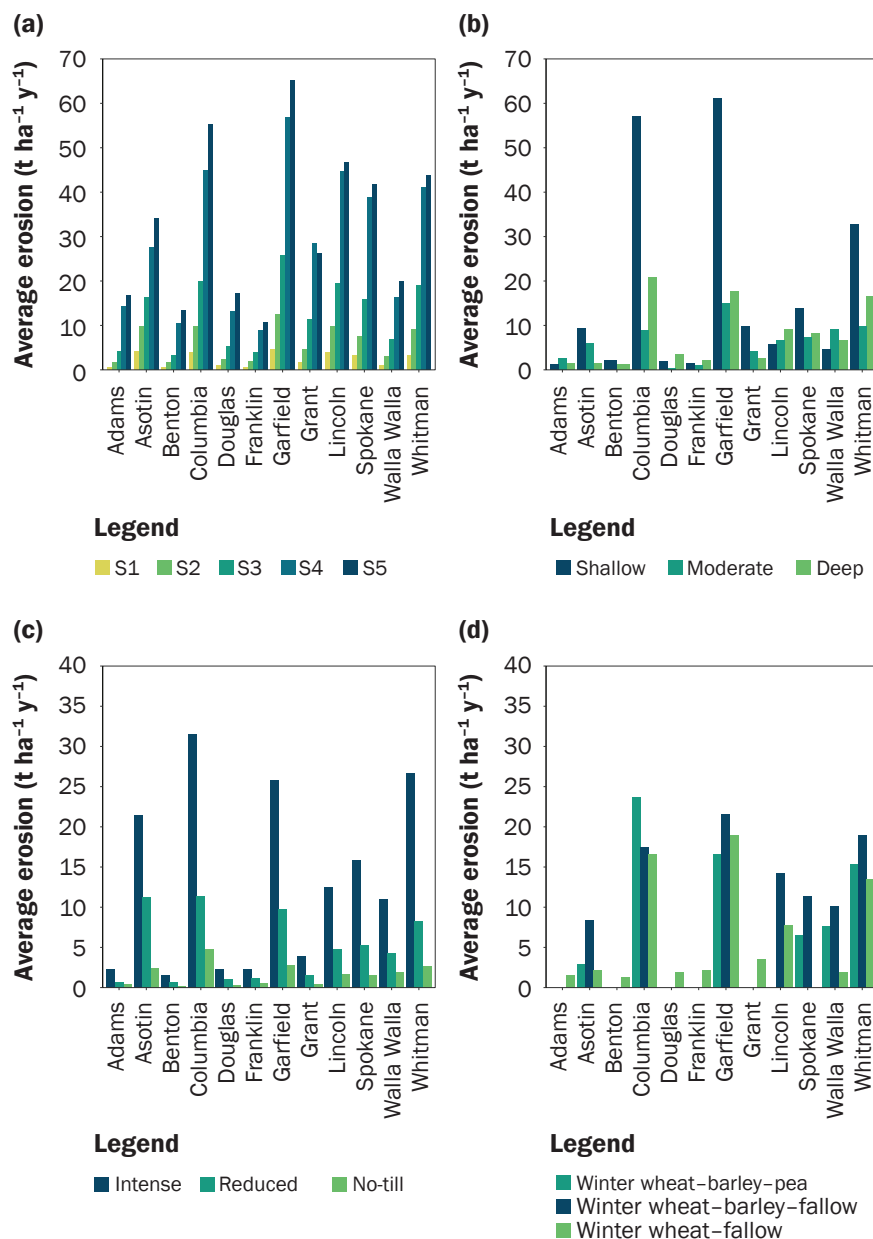 (a)
Average erosion (t ha⁻¹ y⁻¹)
70
60
50
40
30
20
10
0
Adams
Asotin
Benton
Columbia
Douglas
Franklin
Garfield
Grant
Lincoln
Spokane
Walla Walla
Whitman
Legend
S1 S2 S3 S4 S5
(b)
Average erosion (t ha⁻¹ y⁻¹)
70
60
50
40
30
20
10
0
Adams
Asotin
Benton
Columbia
Douglas
Franklin
Garfield
Grant
Lincoln
Spokane
Walla Walla
Whitman
Legend
Shallow Moderate Deep
(c)
Average erosion (t ha⁻¹ y⁻¹)
40
35
30
25
20
15
10
5
0
Adams
Asotin
Benton
Columbia
Douglas
Franklin
Garfield
Grant
Lincoln
Spokane
Walla Walla
Whitman
Legend
Intense Reduced No-till
(d)
Average erosion (t ha⁻¹ y⁻¹)
40
35
30
25
20
15
10
5
0
Adams
Asotin
Benton
Columbia
Douglas
Franklin
Garfield
Grant
Lincoln
Spokane
Walla Walla
Whitman
Legend
Winter wheat–barley–pea
Winter wheat–barley–fallow
Winter wheat–fallow